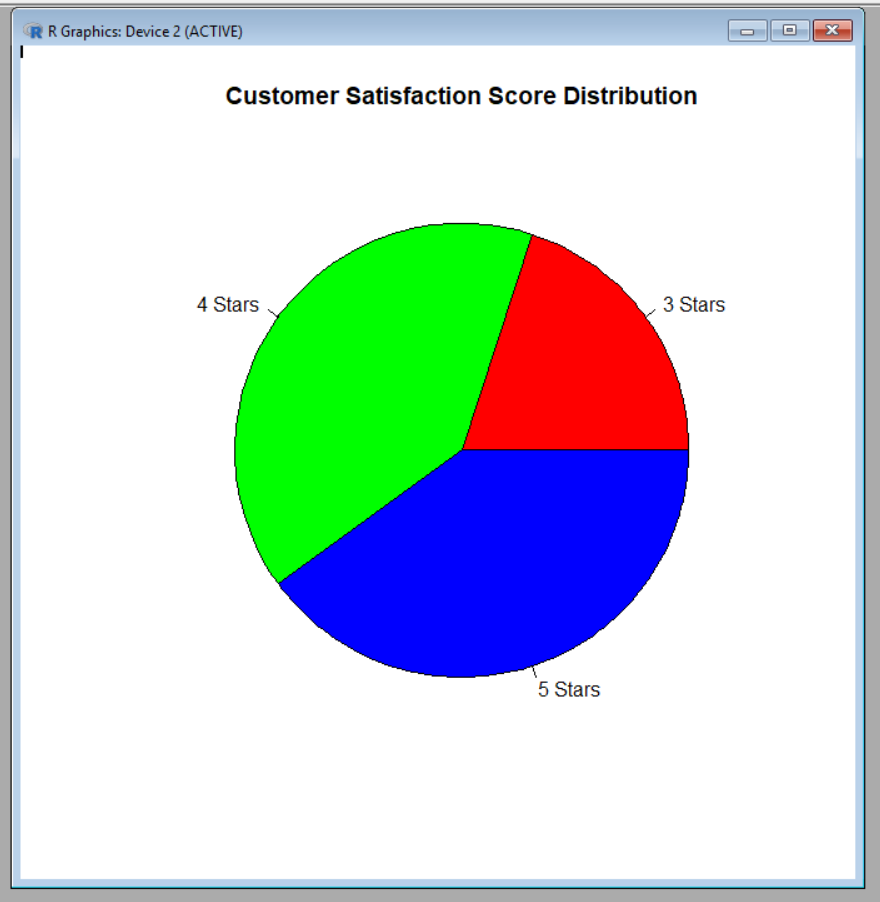 R Graphics: Device 2 (ACTIVE)
Customer Satisfaction Score Distribution
4 Stars
3 Stars
5 Stars